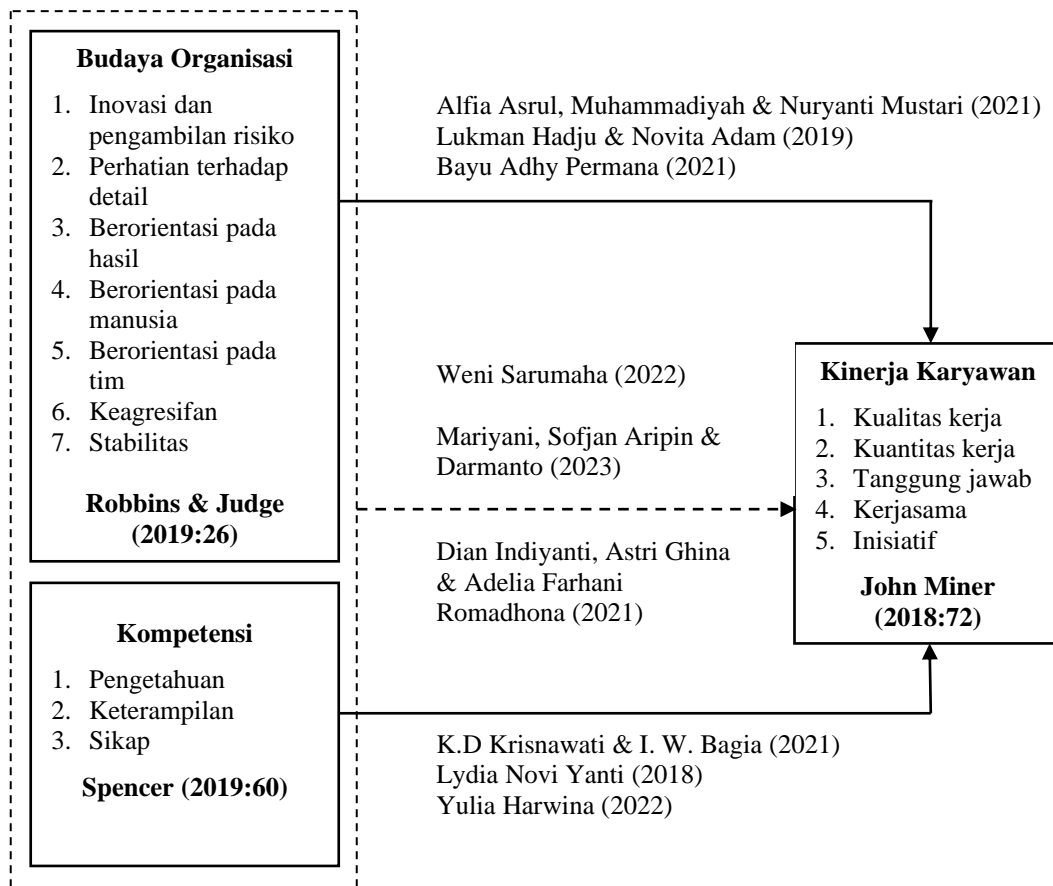 Budaya Organisasi
1. Inovasi dan
pengambilan risiko
2. Perhatian terhadap
detail
3. Berorientasi pada
hasil
4. Berorientasi pada
manusia
5. Berorientasi pada
tim
6. Keagresifan
7. Stabilitas
Robbins & Judge
(2019:26)
Alfia Asrul, Muhammadiyah & Nuryanti Mustari (2021)
Lukman Hadju & Novita Adam (2019)
Bayu Adhy Permana (2021)
Weni Sarumaha (2022)
Mariyani, Sofjan Aripin &
Darmanto (2023)
Dian Indiyanti, Astri Ghina
& Adelia Farhani
Romadhona (2021)
Kinerja Karyawan
1. Kualitas kerja
2. Kuantitas kerja
3. Tanggung jawab
4. Kerjasama
5. Inisiatif
John Miner
(2018:72)
Kompetensi
1. Pengetahuan
2. Keterampilan
3. Sikap
Spencer (2019:60)
K.D Krisnawati & I. W. Bagia (2021)
Lydia Novi Yanti (2018)
Yulia Harwina (2022)